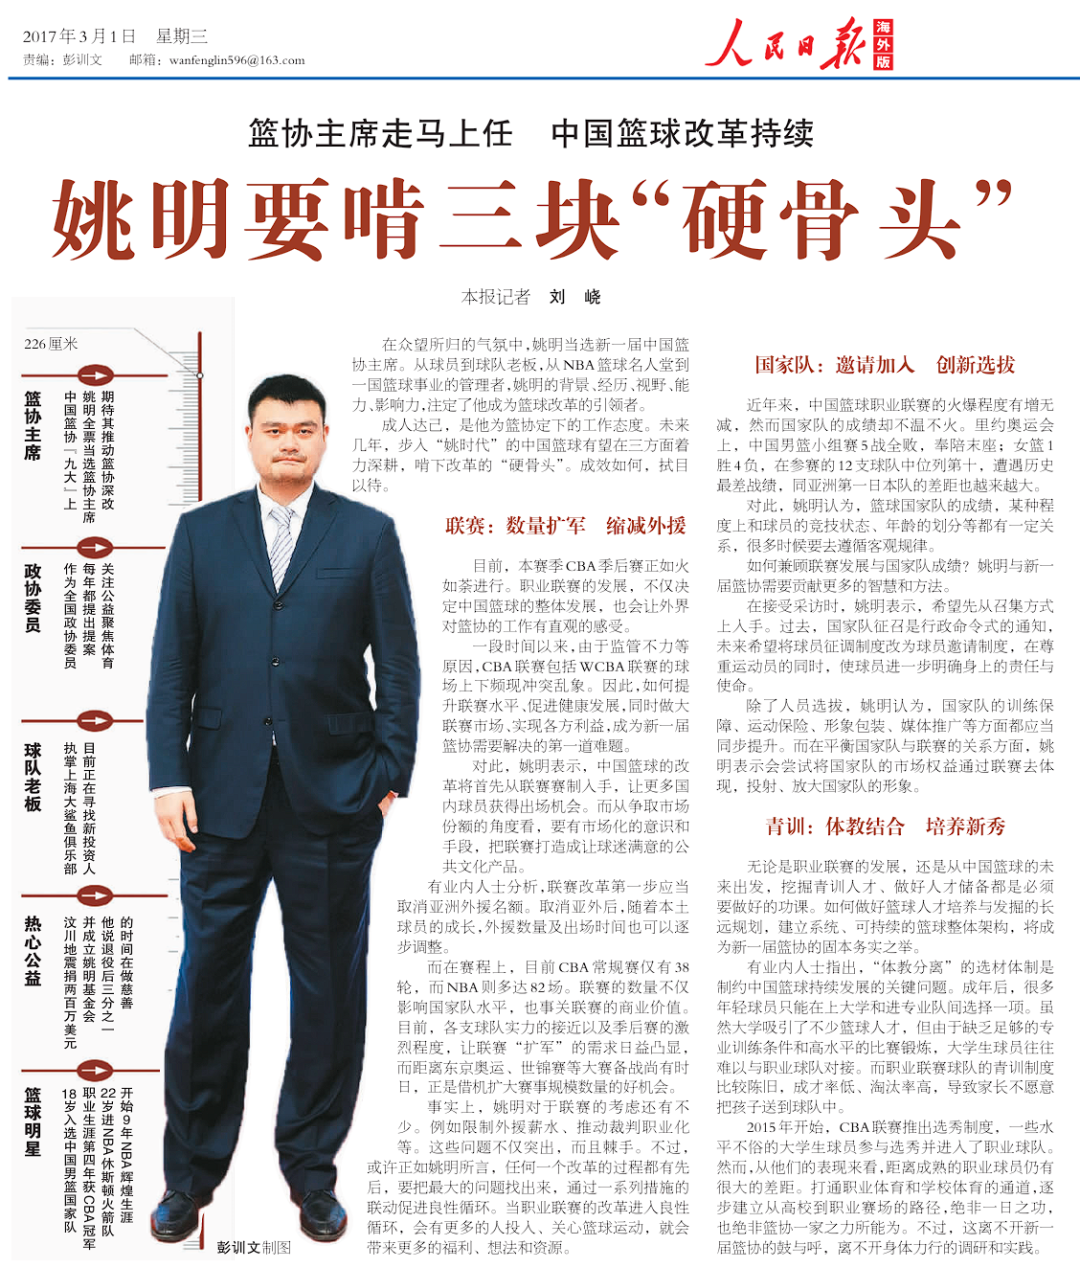 2017年3月1日 星期三
责编：彭训文 邮箱：wanfenglin596@163.com
人民日报 海外版
篮协主席走马上任 中国篮球改革持续
姚明要啃三块“硬骨头”
本报记者 刘 峣
226厘米
篮协主席
中国篮协『九大』上
姚明全票当选篮协主席
期待其推动篮协深改
政协委员
作为全国政协委员
每年都提出提案
关注公益聚焦体育
球队老板
执掌上海大鲨鱼俱乐部
目前正在寻找新投资人
热心公益
汶川地震捐两百万美元
并成立姚明基金会
他说退役后三分之一
的时间在做慈善
篮球明星
18岁入选中国男篮国家队
职业生涯第四年获CBA冠军
22岁进NBA休斯顿火箭队
开始9年NBA辉煌生涯
彭训文制图
在众望所归的气氛中，姚明当选新一届中国篮
协主席。从球员到球队老板，从NBA篮球名人堂到
一国篮球事业的管理者，姚明的背景、经历、视野、能
力、影响力，注定了他成为篮球改革的引领者。
成人达己，是他为篮协定下的工作态度。未来
几年，步入“姚时代”的中国篮球有望在三方面着
力深耕，啃下改革的“硬骨头”。成效如何，拭目
以待。
联赛：数量扩军 缩减外援
目前，本赛季CBA季后赛正如火
如荼进行。职业联赛的发展，不仅决
定中国篮球的整体发展，也会让外界
对篮协的工作有直观的感受。
一段时间以来，由于监管不力等
原因，CBA联赛包括WCBA联赛的球
场上下频现冲突乱象。因此，如何提
升联赛水平、促进健康发展，同时做大
联赛市场、实现各方利益，成为新一届
篮协需要解决的第一道难题。
对此，姚明表示，中国篮球的改
革将首先从联赛赛制入手，让更多国
内球员获得出场机会。而从争取市场
份额的角度看，要有市场化的意识和
手段，把联赛打造成让球迷满意的公
共文化产品。
有业内人士分析，联赛改革第一步应当
取消亚洲外援名额。取消亚外后，随着本土
球员的成长，外援数量及出场时间也可以逐
步调整。
而在赛程上，目前CBA常规赛仅有38
轮，而NBA则多达82场。联赛的数量不仅
影响国家队水平，也事关联赛的商业价值。
目前，各支球队实力的接近以及季后赛的激
烈程度，让联赛“扩军”的需求日益凸显，
而距离东京奥运、世锦赛等大赛备战尚有时
日，正是借机扩大赛事规模数量的好机会。
事实上，姚明对于联赛的考虑还有不
少。例如限制外援薪水、推动裁判职业化
等。这些问题不仅突出，而且棘手。不过，
或许正如姚明所言，任何一个改革的过程都有先
后，要把最大的问题找出来，通过一系列措施的
联动促进良性循环。当职业联赛的改革进入良性
循环，会有更多的人投入、关心篮球运动，就会
带来更多的福利、想法和资源。
国家队：邀请加入 创新选拔
近年来，中国篮球职业联赛的火爆程度有增无
减，然而国家队的成绩却不温不火。里约奥运会
上，中国男篮小组赛5战全败，奉陪末座；女篮1
胜4负，在参赛的12支球队中位列第十，遭遇历史
最差战绩，同亚洲第一日本队的差距也越来越大。
对此，姚明认为，篮球国家队的成绩，某种程
度上和球员的竞技状态、年龄的划分等都有一定关
系，很多时候要去遵循客观规律。
如何兼顾联赛发展与国家队成绩？姚明与新一
届篮协需要贡献更多的智慧和方法。
在接受采访时，姚明表示，希望先从召集方式
上入手。过去，国家队征召是行政命令式的通知，
未来希望将球员征调制度改为球员邀请制度，在尊
重运动员的同时，使球员进一步明确身上的责任与
使命。
除了人员选拔，姚明认为，国家队的训练保
障、运动保险、形象包装、媒体推广等方面都应当
同步提升。而在平衡国家队与联赛的关系方面，姚
明表示会尝试将国家队的市场权益通过联赛去体
现，投射、放大国家队的形象。
青训：体教结合 培养新秀
无论是职业联赛的发展，还是从中国篮球的未
来出发，挖掘青训人才、做好人才储备都是必须
要做好的功课。如何做好篮球人才培养与发掘的长
远规划，建立系统、可持续的篮球整体架构，将成
为新一届篮协的固本务实之举。
有业内人士指出，“体教分离”的选材体制是
制约中国篮球持续发展的关键问题。成年后，很多
年轻球员只能在上大学和进专业队间选择一项。虽
然大学吸引了不少篮球人才，但由于缺乏足够的专
业训练条件和高水平的比赛锻炼，大学生球员往往
难以与职业球队对接。而职业联赛球队的青训制度
比较陈旧，成才率低、淘汰率高，导致家长不愿意
把孩子送到球队中。
2015年开始，CBA联赛推出选秀制度，一些水
平不俗的大学生球员参与选秀并进入了职业球队。
然而，从他们的表现来看，距离成熟的职业球员仍有
很大的差距。打通职业体育和学校体育的通道，逐
步建立从高校到职业赛场的路径，绝非一日之功，
也绝非篮协一家之力所能为。不过，这离不开新一
届篮协的鼓与呼，离不开身体力行的调研和实践。